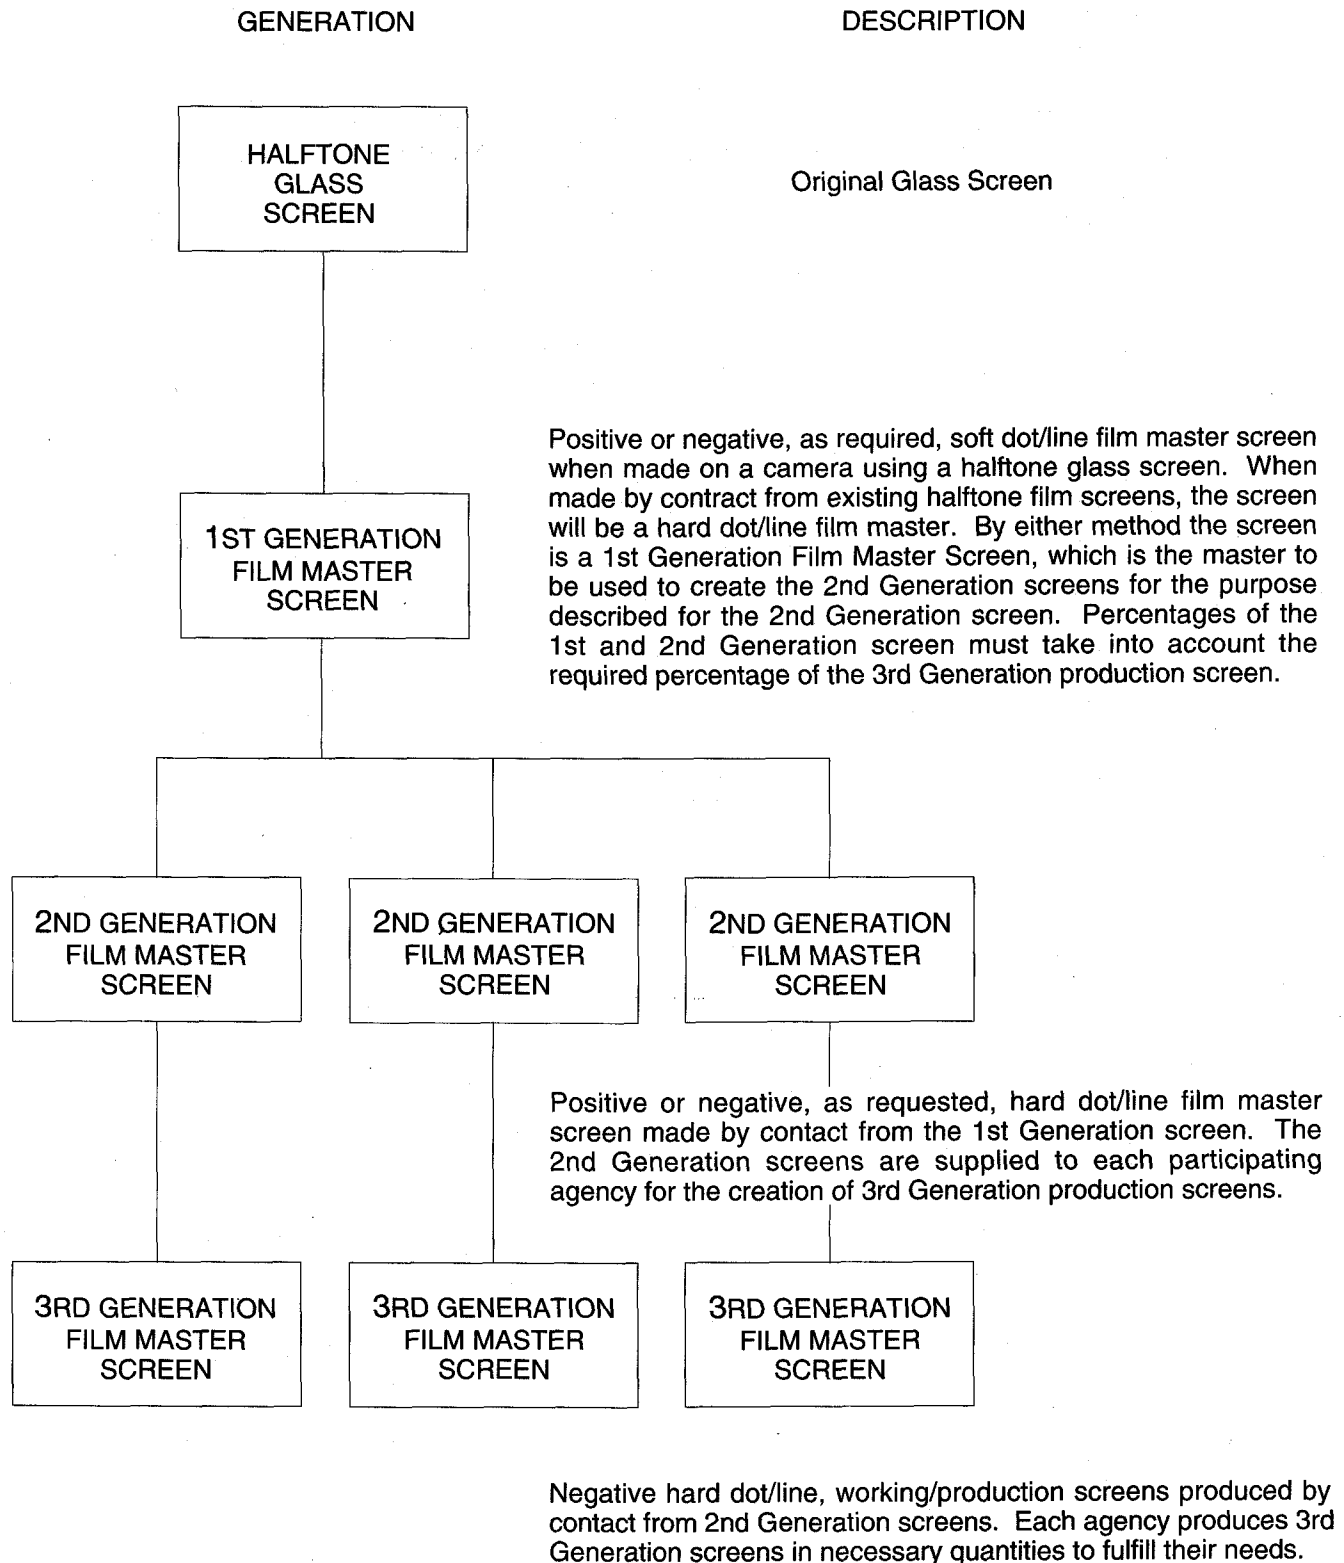 GENERATION
DESCRIPTION
HALFTONE
GLASS
SCREEN
Original Glass Screen
Positive or negative, as required, soft dot/line film master screen
when made on a camera using a halftone glass screen. When
made by contract from existing halftone film screens, the screen
will be a hard dot/line film master. By either method the screen
is a 1st Generation Film Master Screen, which is the master to
be used to create the 2nd Generation screens for the purpose
described for the 2nd Generation screen. Percentages of the
1st and 2nd Generation screen must take into account the
required percentage of the 3rd Generation production screen.
1ST GENERATION
FILM MASTER
SCREEN
2ND GENERATION
FILM MASTER
SCREEN
2ND GENERATION
FILM MASTER
SCREEN
2ND GENERATION
FILM MASTER
SCREEN
Positive or negative, as requested, hard dot/line film master
screen made by contact from the 1st Generation screen. The
2nd Generation screens are supplied to each participating
agency for the creation of 3rd Generation production screens.
3RD GENERATION
FILM MASTER
SCREEN
3RD GENERATION
FILM MASTER
SCREEN
3RD GENERATION
FILM MASTER
SCREEN
Negative hard dot/line, working/production screens produced by
contact from 2nd Generation screens. Each agency produces 3rd
Generation screens in necessary quantities to fulfill their needs.